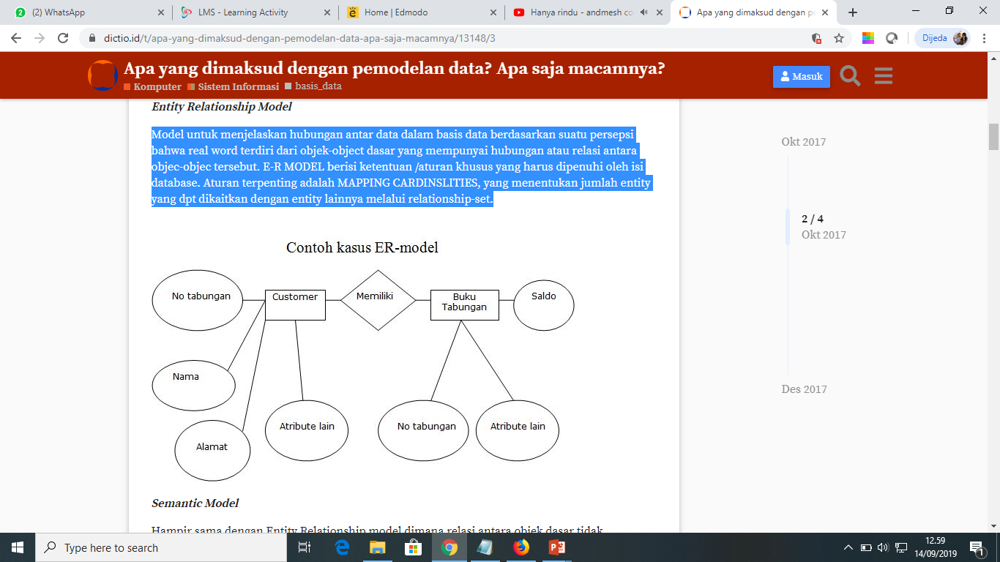 (2) WhatsApp
LMS - Learning Activity
Home | Edmodo
Hanya rindu - andmesh co
Apa yang dimaksud dengan pe
dictio.id/t/apa-yang-dimaksud-dengan-pemodelan-data-apa-saja-macamnya/13148/3
Dijeda
Apa yang dimaksud dengan pemodelan data? Apa saja macamnya?
Komputer Sistem Informasi basis_data
Masuk
Entity Relationship Model
Model untuk menjelaskan hubungan antar data dalam basis data berdasarkan suatu persepsi
bahwa real word terdiri dari objek-object dasar yang mempunyai hubungan atau relasi antara
objec-objec tersebut. E-R MODEL berisi ketentuan /aturan khusus yang harus dipenuhi oleh isi
database. Aturan terpenting adalah MAPPING CARDINSLITIES, yang menentukan jumlah entity
yang dpt dikaitkan dengan entity lainnya melalui relationship-set.
Okt 2017
2 / 4
Okt 2017
Des 2017
Contoh kasus ER-model
No tabungan
Customer
Memiliki
Buku
Tabungan
Saldo
Nama
Alamat
Atribute lain
No tabungan
Atribute lain
Semantic Model
Hampir sama dengan Entity Relationship model dimana relasi antara objek dasar tidak
Type here to search
12.59
14/09/2019
1